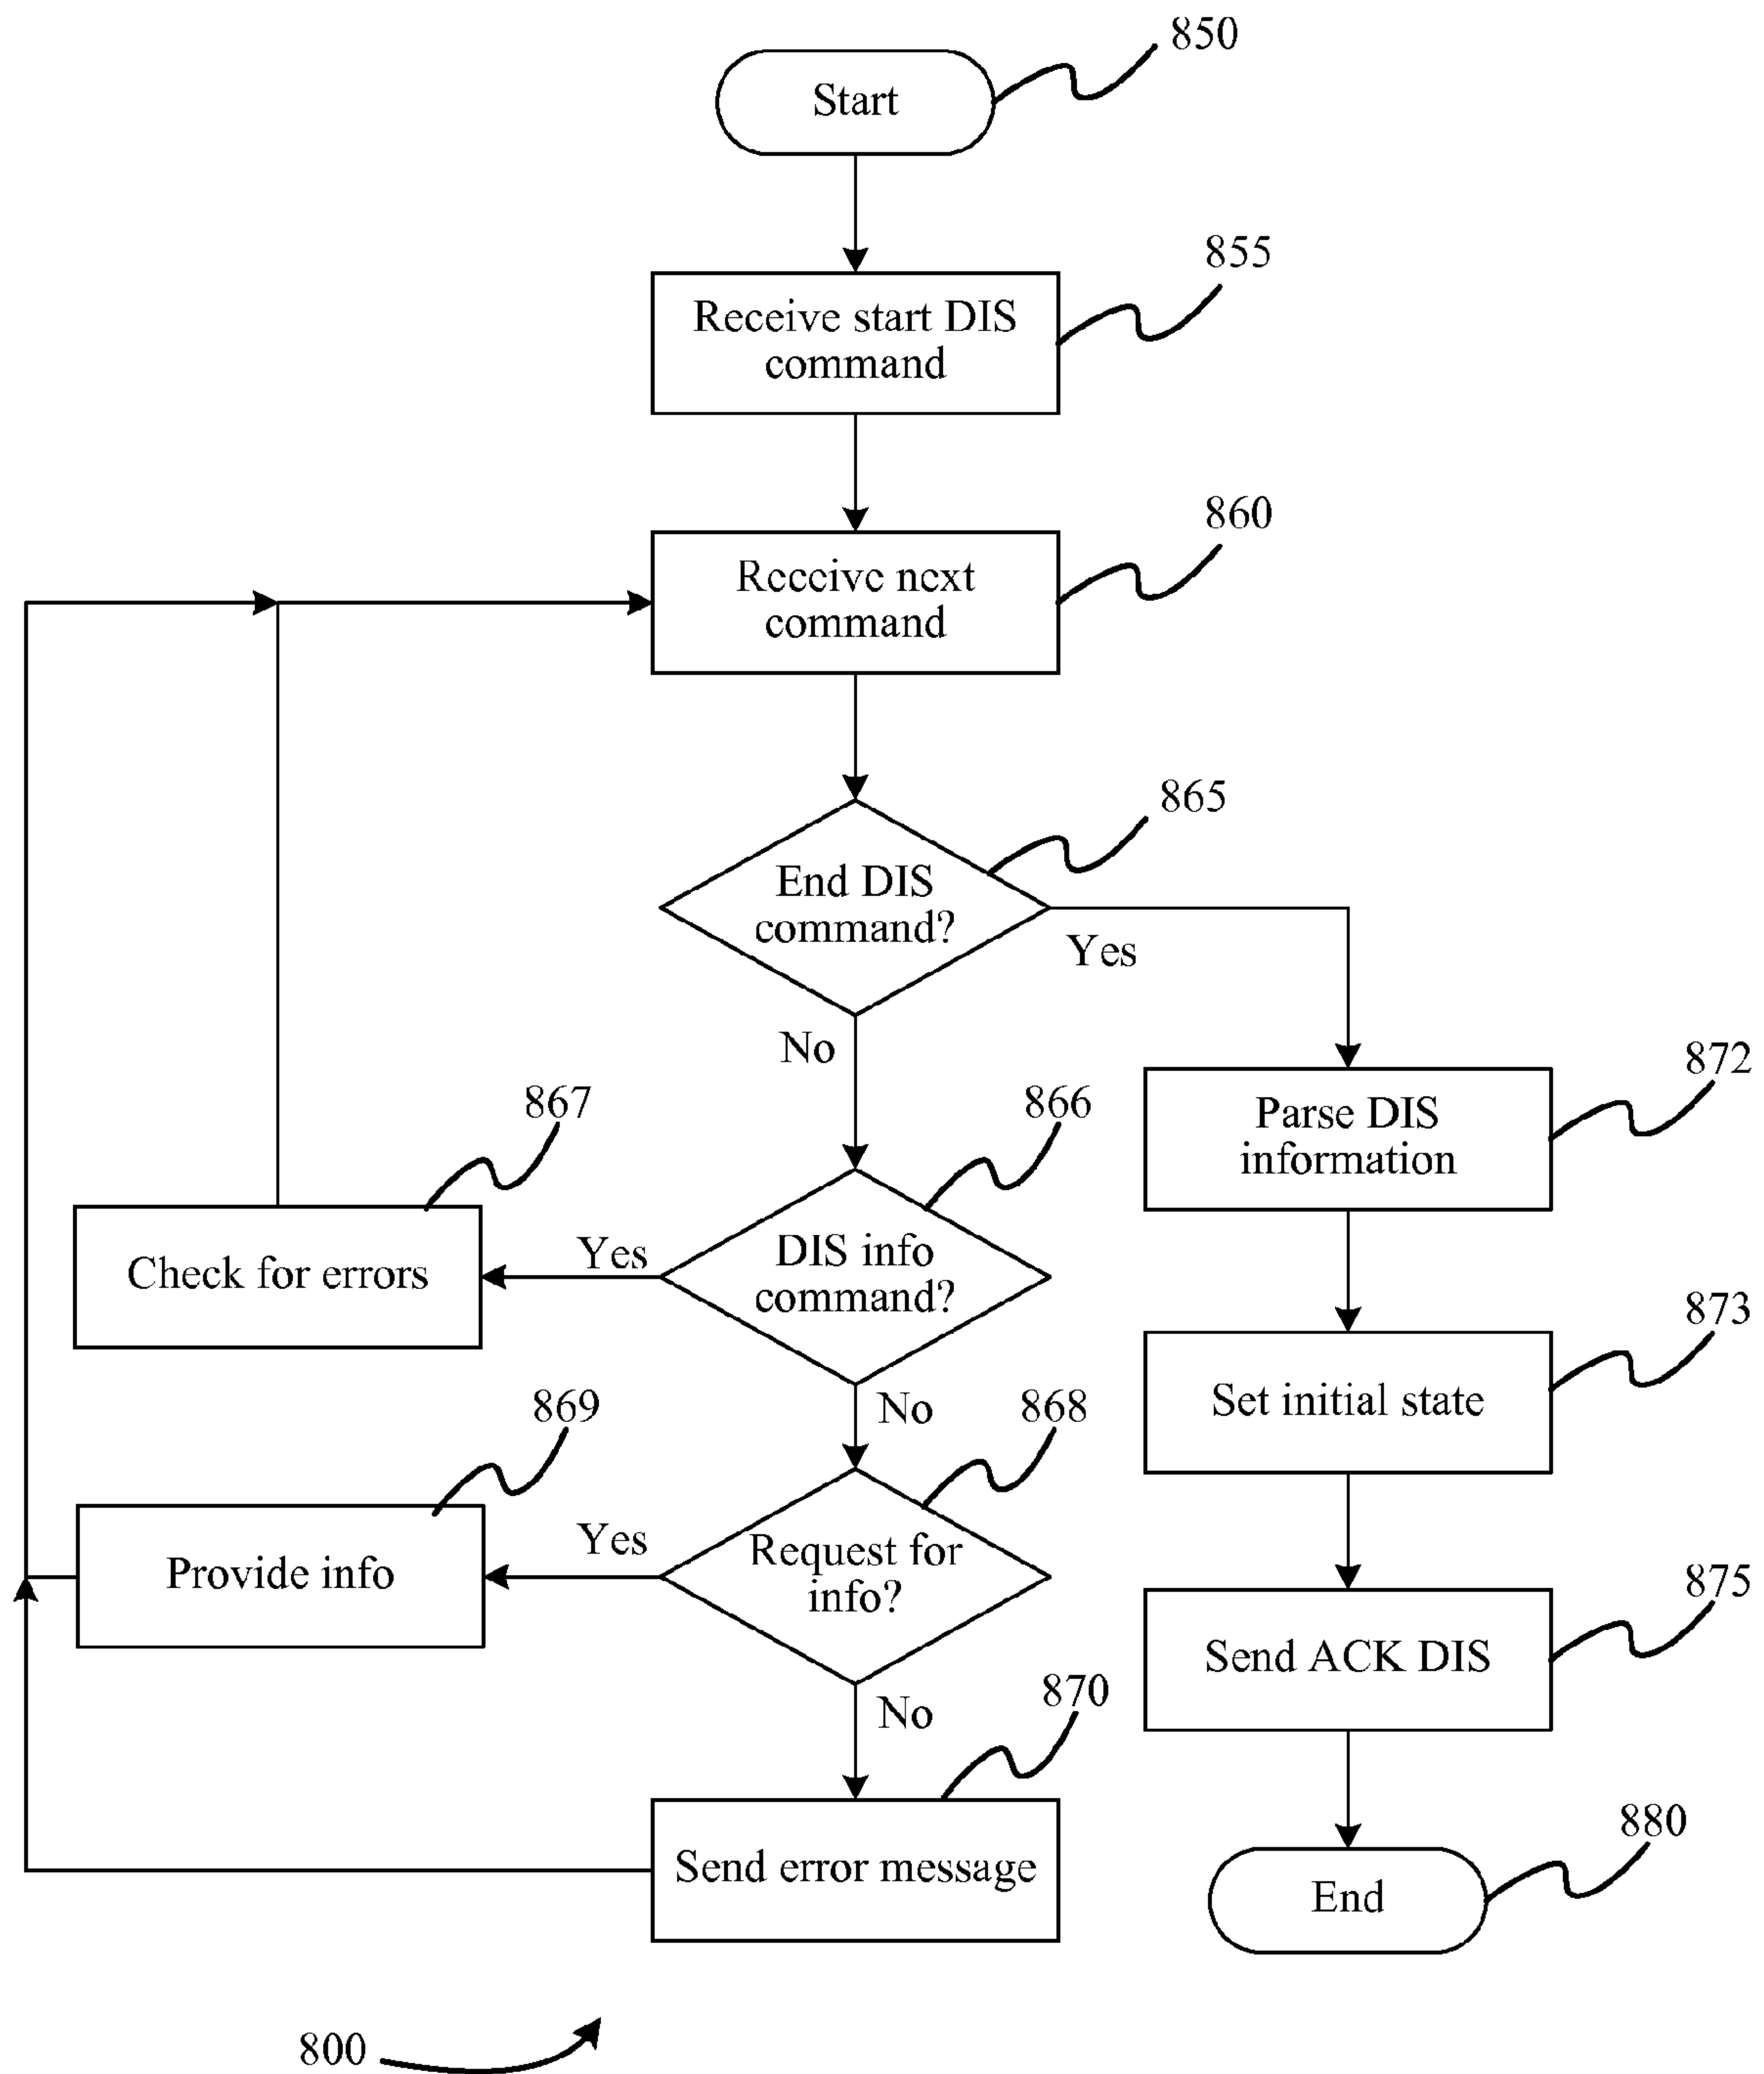 850
Start
855
Receive start DIS
command
860
Receive next
command
865
End DIS
command?
Yes
No
872
Parse DIS
information
867
866
Check for errors
Yes
DIS info
command?
873
Set initial state
No
869
868
Provide info
Yes
Request for
info?
875
Send ACK DIS
No
870
Send error message
880
End
800